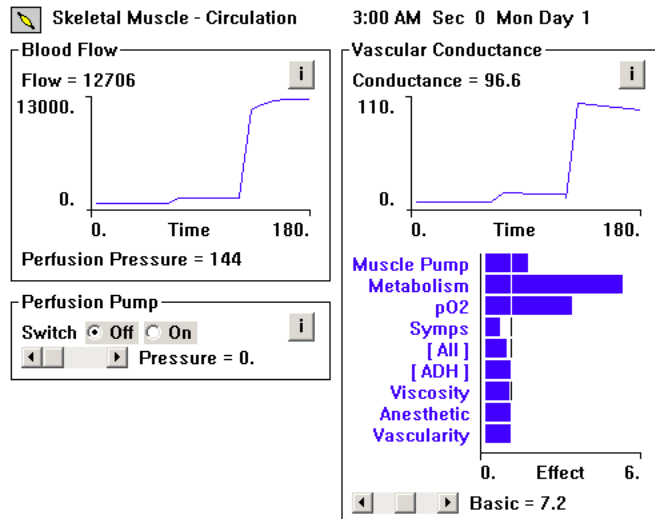 Skeletal Muscle - Circulation
3:00 AM Sec 0 Mon Day 1
Blood Flow
Flow = 12706
i
13000.
0.
0. Time 180.
Perfusion Pressure = 144
Perfusion Pump
Switch Off On
i
Pressure = 0.
Vascular Conductance
Conductance = 96.6
i
110.
0.
0. Time 180.
Muscle Pump
Metabolism
pO2
Symps
[ AII ]
[ ADH ]
Viscosity
Anesthetic
Vascularity
0. Effect 6.
Basic = 7.2